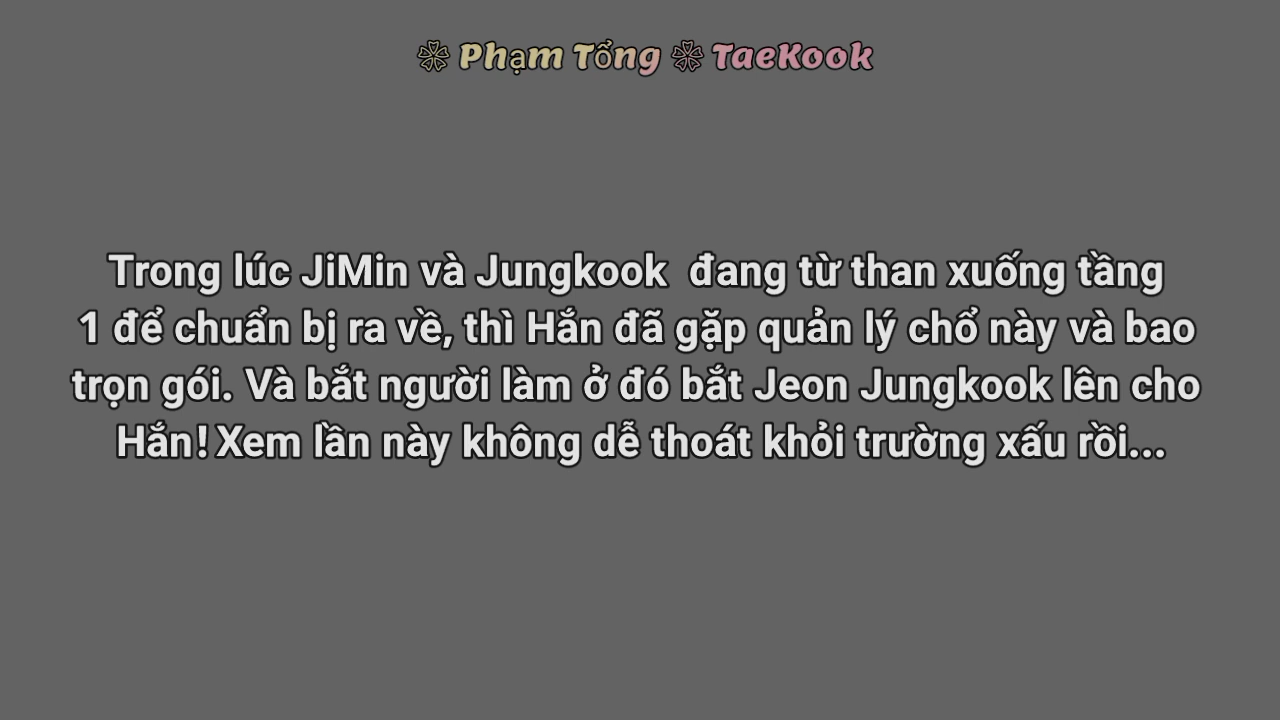 ❀ Phạm Tổng ❀ TaeKook
Trong lúc JiMin và Jungkook đang từ than xuống tầng
1 để chuẩn bị ra về, thì Hắn đã gặp quản lý chổ này và bao
trọn gói. Và bắt người làm ở đó bắt Jeon Jungkook lên cho
Hắn! Xem lần này không dễ thoát khỏi trường xấu rồi...